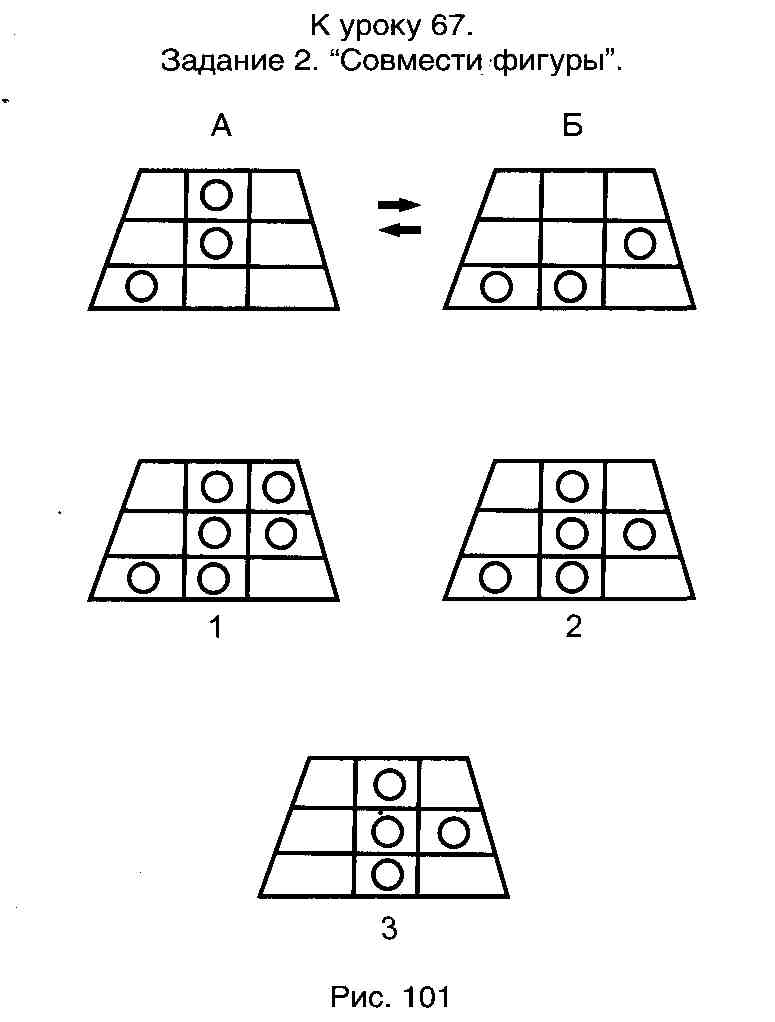 К уроку 67.
Задание 2. “Совмести фигуры”.
А Б
1 2
3
Рис. 101